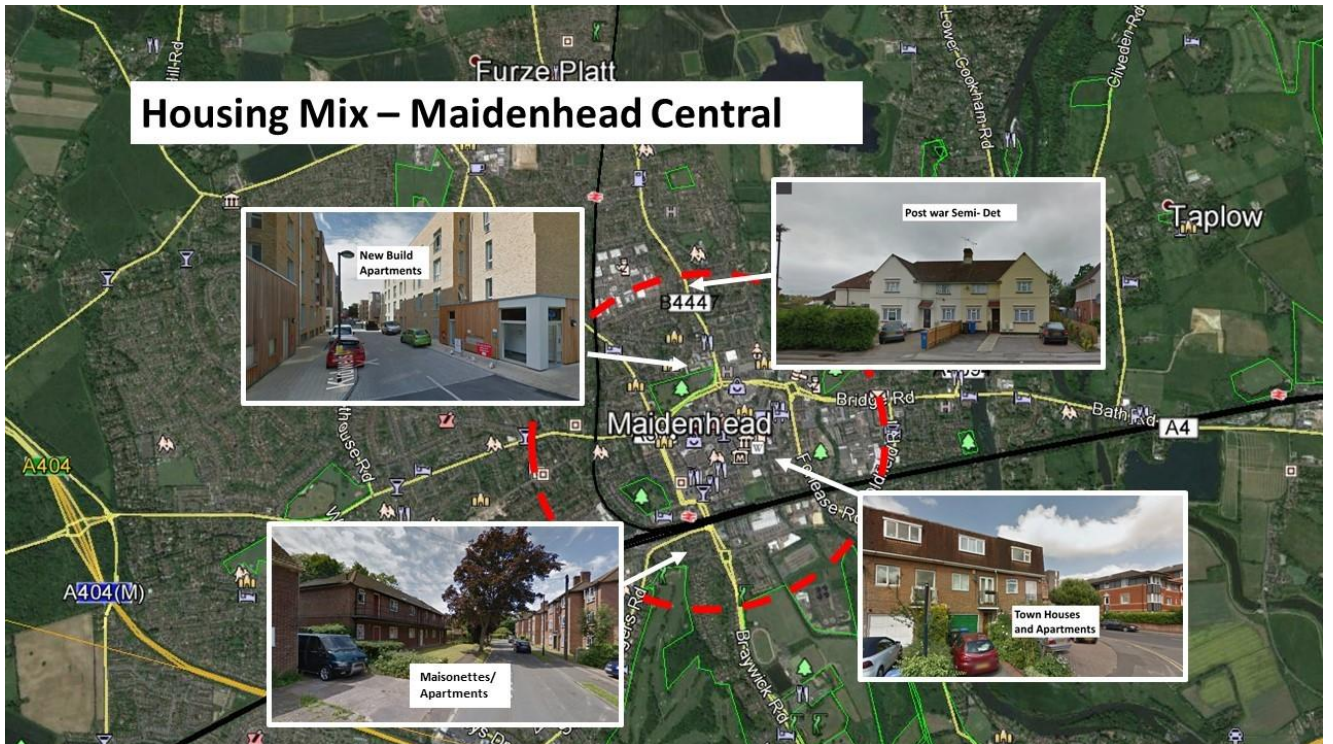 Furze Platt
Housing Mix – Maidenhead Central
Lower Cookham Rd
Cliveden Rd
Taplow
Post war Semi- Det
New Build
Apartments
B4447
Maidenhead
Bridge Rd
Bath Rd
A4
A404
A404(M)
Braywick Rd
Maisonettes/
Apartments
Town Houses
and Apartments